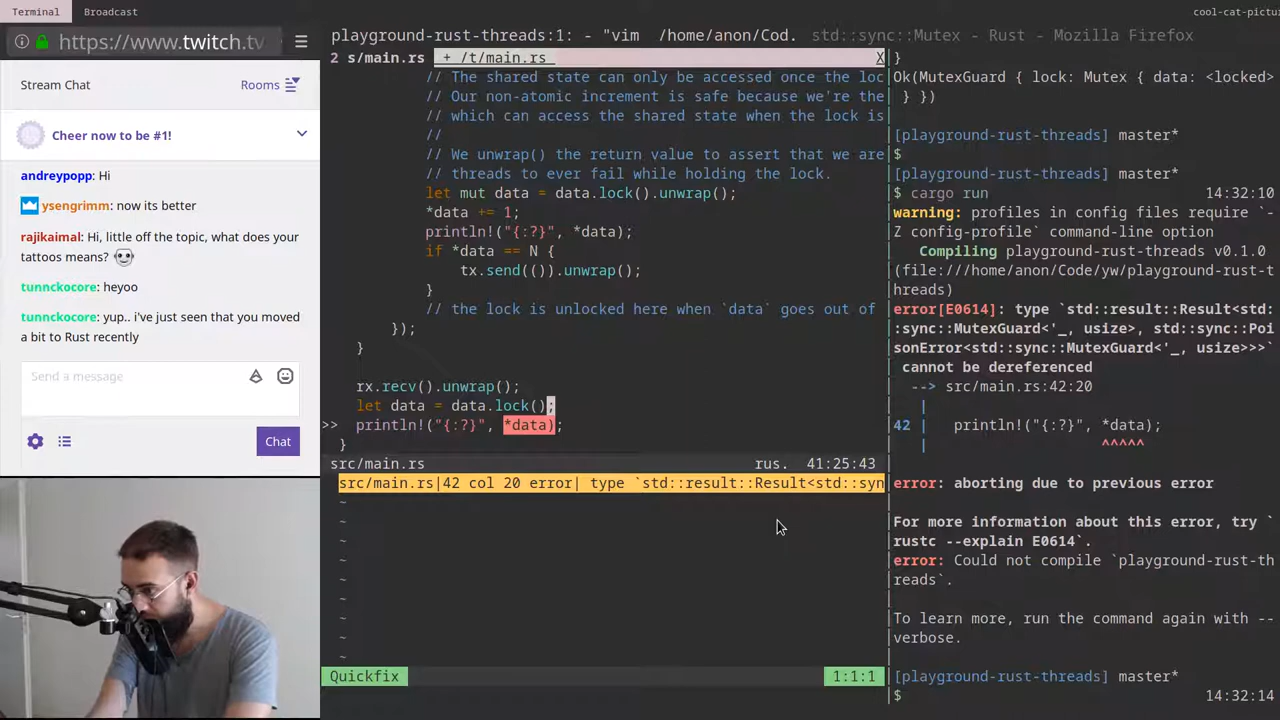 Terminal
Broadcast
cool-cat-pictu
https://www.twitch.tv
Stream Chat
Rooms
Cheer now to be #1!
andreypopp: Hi
ysengrimm: now its better
rajikaimal: Hi, little off the topic, what does your
tattoos means?
tunnckocore: heyoo
tunnckocore: yup.. i've just seen that you moved
a bit to Rust recently
Send a message
Chat
playground-rust-threads:1: - "vim  /home/anon/Cod.
std::sync::Mutex - Rust - Mozilla Firefox
2 s/main.rs  + /t/main.rs  X
// The shared state can only be accessed once the loc
// Our non-atomic increment is safe because we're the
// which can access the shared state when the lock is
//
// We unwrap() the return value to assert that we are
// threads to ever fail while holding the lock.
let mut data = data.lock().unwrap();
*data += 1;
println!("{:?}", *data);
if *data == N {
tx.send(()).unwrap();
}
// the lock is unlocked here when `data` goes out of
});
}
rx.recv().unwrap();
let data = data.lock();
>> println!("{:?}", *data);
}
src/main.rs  rus.  41:25:43
src/main.rs|42 col 20 error| type `std::result::Result<std::syn
~
~
~
~
~
~
~
~
~
Quickfix  1:1:1
}
Ok(MutexGuard { lock: Mutex { data: <locked>
} })
[playground-rust-threads] master*
$
[playground-rust-threads] master*
$ cargo run  14:32:10
warning: profiles in config files require `-
Z config-profile` command-line option
Compiling playground-rust-threads v0.1.0
(file:///home/anon/Code/yw/playground-rust-t
hreads)
error[E0614]: type `std::result::Result<std:
:sync::MutexGuard<'_, usize>, std::sync::Poi
sonError<std::sync::MutexGuard<'_, usize>>>`
cannot be dereferenced
--> src/main.rs:42:20
|
42 |   println!("{:?}", *data);
|   ^^^^^
error: aborting due to previous error
For more information about this error, try `
rustc --explain E0614`.
error: Could not compile `playground-rust-th
reads`.
To learn more, run the command again with --
verbose.
[playground-rust-threads] master*
$  14:32:14